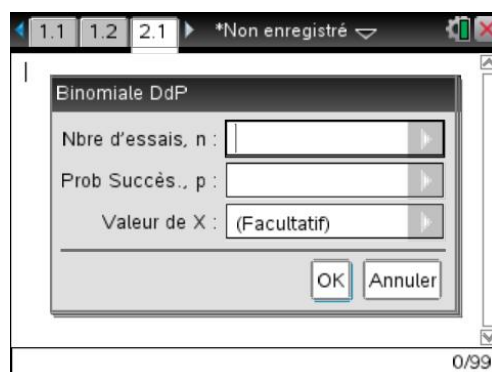 1.1 1.2 2.1 *Non enregistré
Binomiale DdP
Nbre d'essais, n :
Prob Succès., p :
Valeur de X : (Facultatif)
OK Annuler
0/99